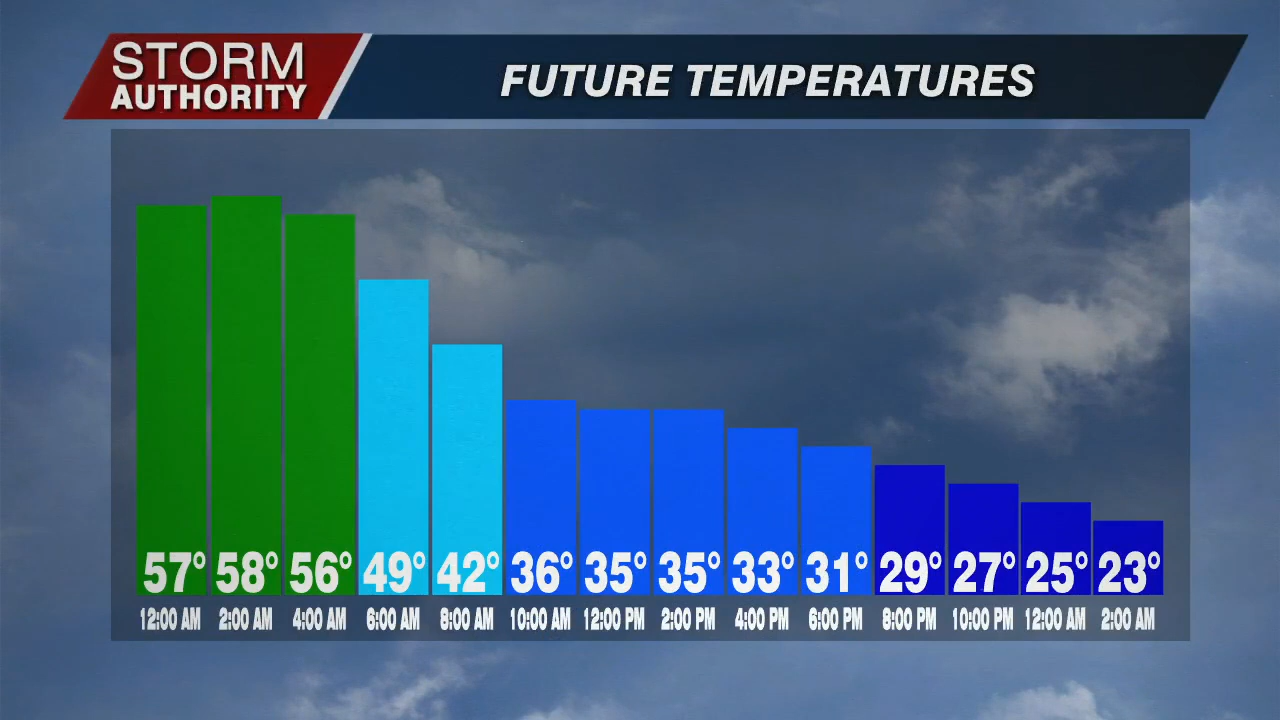 STORM
AUTHORITY
FUTURE TEMPERATURES
57° 58° 56° 49° 42° 36° 35° 35° 33° 31° 29° 27° 25° 23°
12:00 AM 2:00 AM 4:00 AM 6:00 AM 8:00 AM 10:00 AM 12:00 PM 2:00 PM 4:00 PM 6:00 PM 8:00 PM 10:00 PM 12:00 AM 2:00 AM